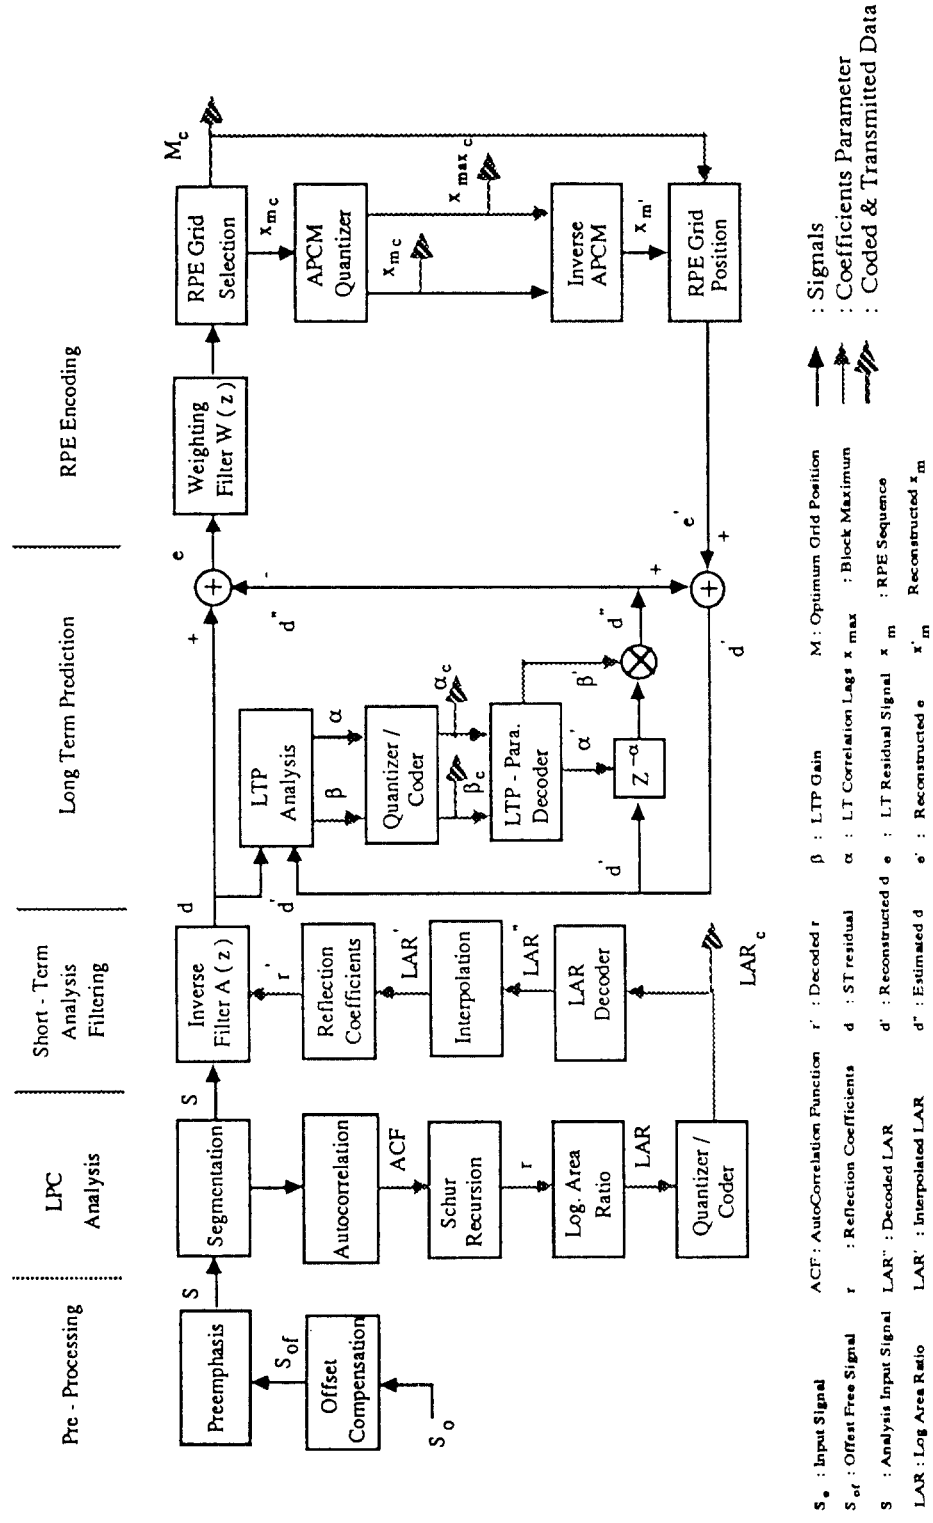 Pre - Processing
LPC
Analysis
Short - Term
Analysis
Filtering
Long Term Prediction
RPE Encoding
S o
Offset
Compensation
S of
Preemphasis
S
Segmentation
S
Autocorrelation
ACF
Schur
Recursion
r
Log. Area
Ratio
LAR
Quantizer /
Coder
LAR c
LAR
Decoder
LAR"
Interpolation
LAR'
Reflection
Coefficients
r'
Inverse
Filter A ( z )
d
d'
LTP
Analysis
β
α
Quantizer /
Coder
β c
α c
LTP - Para.
Decoder
β'
α'
Z -α
d'
d"
d"
+
-
+
e
+
+
+
e'
d'
Weighting
Filter W ( z )
RPE Grid
Selection
M c
x m c
APCM
Quantizer
x m c
x max c
Inverse
APCM
x m'
RPE Grid
Position
S o : Input Signal
S of : Offest Free Signal
S : Analysis Input Signal
LAR : Log Area Ratio
ACF : AutoCorrelation Function
r : Reflection Coefficients
LAR" : Decoded LAR
LAR' : Interpolated LAR
r' : Decoded r
d : ST residual
d' : Reconstructed d
d" : Estimated d
β : LTP Gain
α : LT Correlation Lags
e : LT Residual Signal
e' : Reconstructed e
M : Optimum Grid Position
x max : Block Maximum
x m : RPE Sequence
x' m Reconstructed x m
: Signals
: Coefficients Parameter
: Coded & Transmitted Data